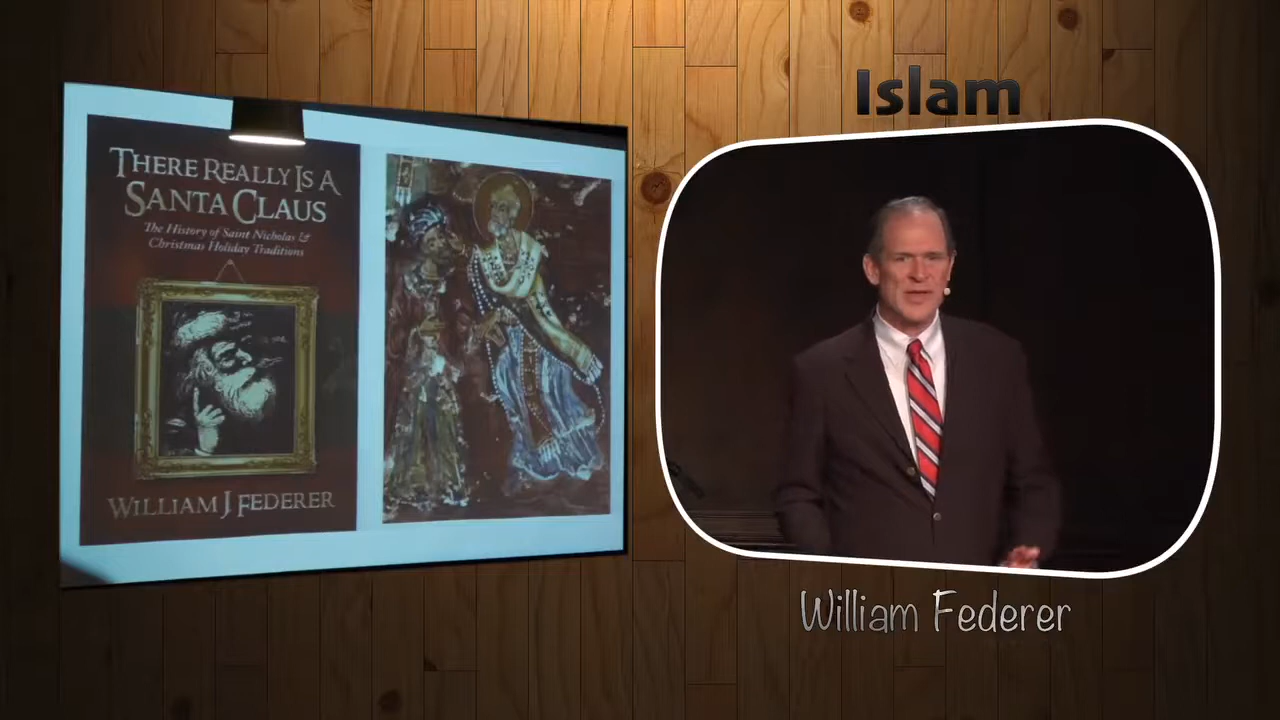 THERE REALLY IS A
SANTA CLAUS
The History of Saint Nicholas &
Christmas Holiday Traditions
WILLIAM J. FEDERER
Islam
William Federer